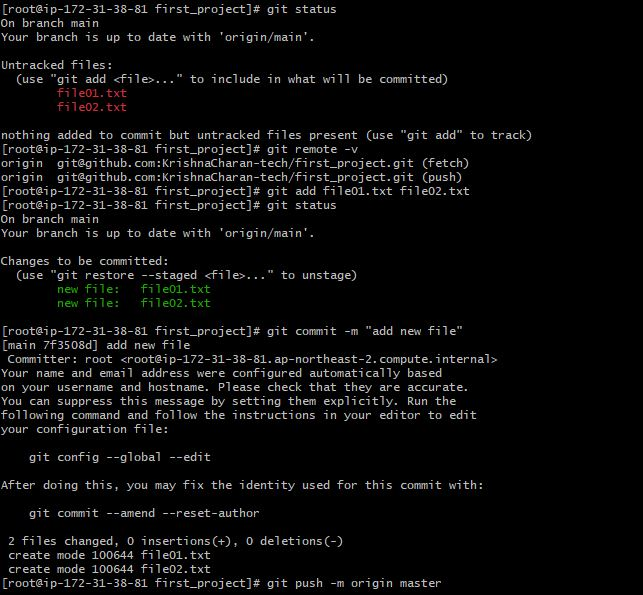 [root@ip-172-31-38-81 first_project]# git status
On branch main
Your branch is up to date with 'origin/main'.

Untracked files:
  (use "git add <file>..." to include in what will be committed)
        file01.txt
        file02.txt

nothing added to commit but untracked files present (use "git add" to track)
[root@ip-172-31-38-81 first_project]# git remote -v
origin  git@github.com:KrishnaCharan-tech/first_project.git (fetch)
origin  git@github.com:KrishnaCharan-tech/first_project.git (push)
[root@ip-172-31-38-81 first_project]# git add file01.txt file02.txt
[root@ip-172-31-38-81 first_project]# git status
On branch main
Your branch is up to date with 'origin/main'.

Changes to be committed:
  (use "git restore --staged <file>..." to unstage)
        new file:   file01.txt
        new file:   file02.txt

[root@ip-172-31-38-81 first_project]# git commit -m "add new file"
[main 7f3508d] add new file
 Committer: root <root@ip-172-31-38-81.ap-northeast-2.compute.internal>
Your name and email address were configured automatically based
on your username and hostname. Please check that they are accurate.
You can suppress this message by setting them explicitly. Run the
following command and follow the instructions in your editor to edit
your configuration file:

    git config --global --edit

After doing this, you may fix the identity used for this commit with:

    git commit --amend --reset-author

 2 files changed, 0 insertions(+), 0 deletions(-)
 create mode 100644 file01.txt
 create mode 100644 file02.txt
[root@ip-172-31-38-81 first_project]# git push -m origin master